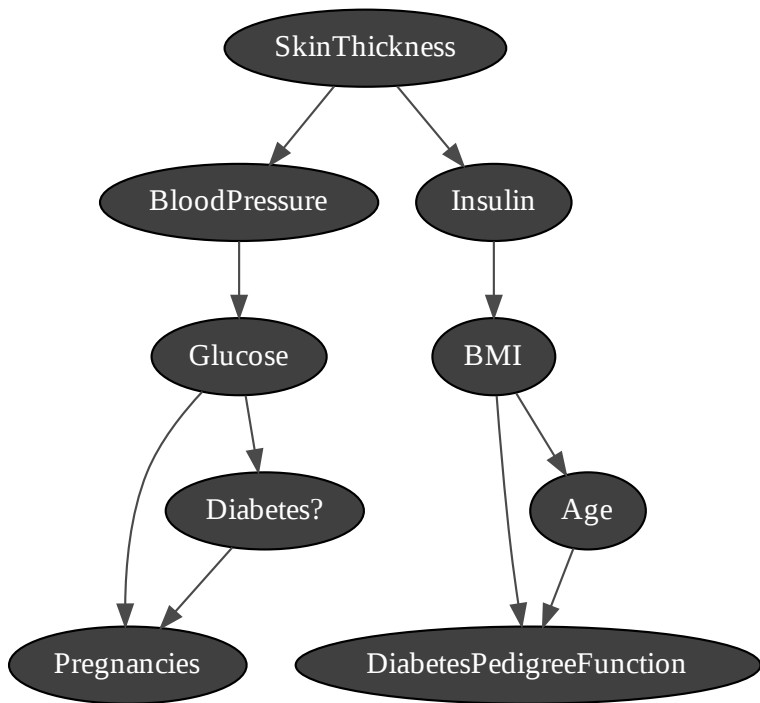 SkinThickness
BloodPressure
Insulin
Glucose
BMI
Diabetes?
Age
Pregnancies
DiabetesPedigreeFunction